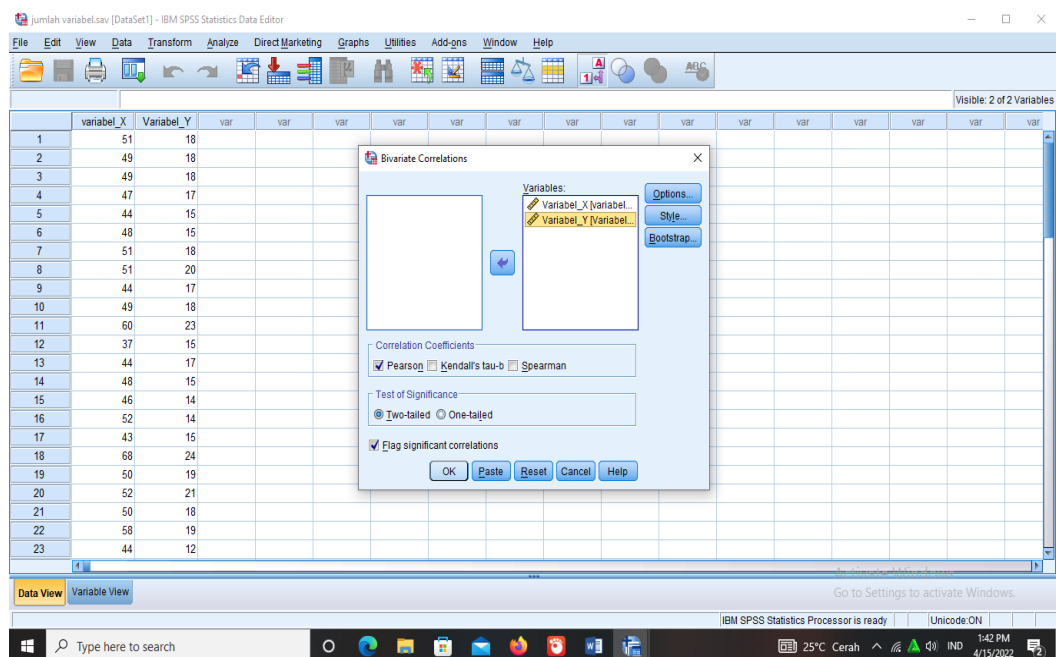 jumlah variabel.sav [DataSet1] - IBM SPSS Statistics Data Editor
File Edit View Data Transform Analyze Direct Marketing Graphs Utilities Add-ons Window Help
Visible: 2 of 2 Variables
variabel_X Variabel_Y var var var var var var var var var var var var var var var
1 51 18
2 49 18
3 49 18
4 47 17
5 44 15
6 48 15
7 51 18
8 51 20
9 44 17
10 49 18
11 60 23
12 37 15
13 44 17
14 48 15
15 46 14
16 52 14
17 43 15
18 68 24
19 50 19
20 52 21
21 50 18
22 58 19
23 44 12
Bivariate Correlations
Variables:
Variabel_X [variabel...
Variabel_Y [Variabel...
Options...
Style...
Bootstrap...
Correlation Coefficients
Pearson Kendall's tau-b Spearman
Test of Significance
Two-tailed One-tailed
Flag significant correlations
OK Paste Reset Cancel Help
Data View Variable View
Activate Windows
Go to Settings to activate Windows.
IBM SPSS Statistics Processor is ready Unicode:ON
Type here to search
25°C Cerah IND 1:42 PM
4/15/2022